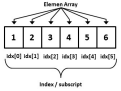 Elemen Array
1 2 3 4 5 6
idx[0] idx[1] idx[2] idx[3] idx[4] idx[5]
Index / subscript